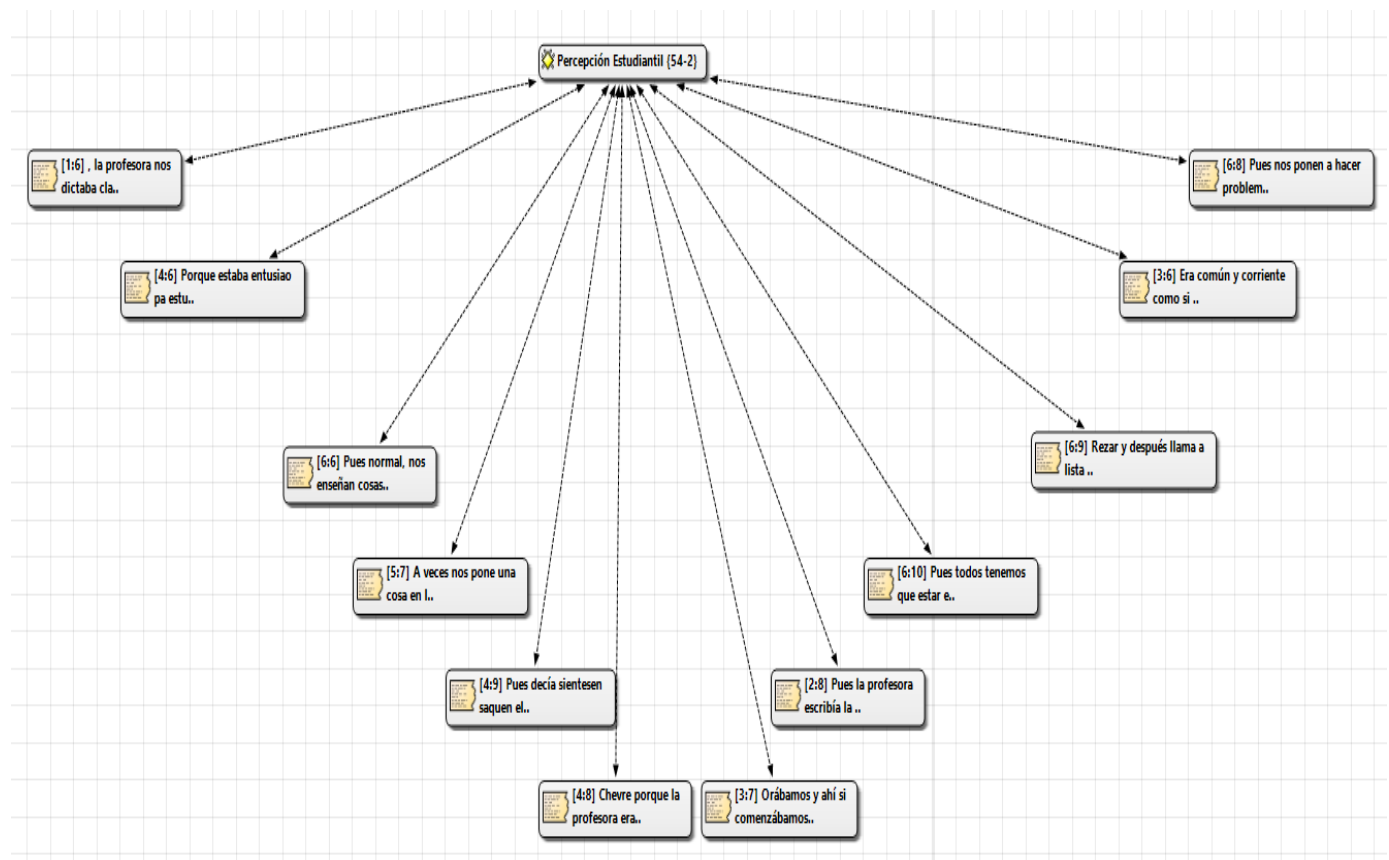 Percepción Estudiantil {54-2}
[1:6] , la profesora nos
dictaba cla..
[6:8] Pues nos ponen a hacer
problem..
[4:6] Porque estaba entusiao
pa estu..
[3:6] Era común y corriente
como si ..
[6:6] Pues normal, nos
enseñan cosas..
[6:9] Rezar y después llama a
lista ..
[5:7] A veces nos pone una
cosa en l..
[6:10] Pues todos tenemos
que estar e..
[4:9] Pues decía sientesen
saquen el..
[2:8] Pues la profesora
escribía la ..
[4:8] Chevre porque la
profesora era..
[3:7] Orábamos y ahí si
comenzábamos..